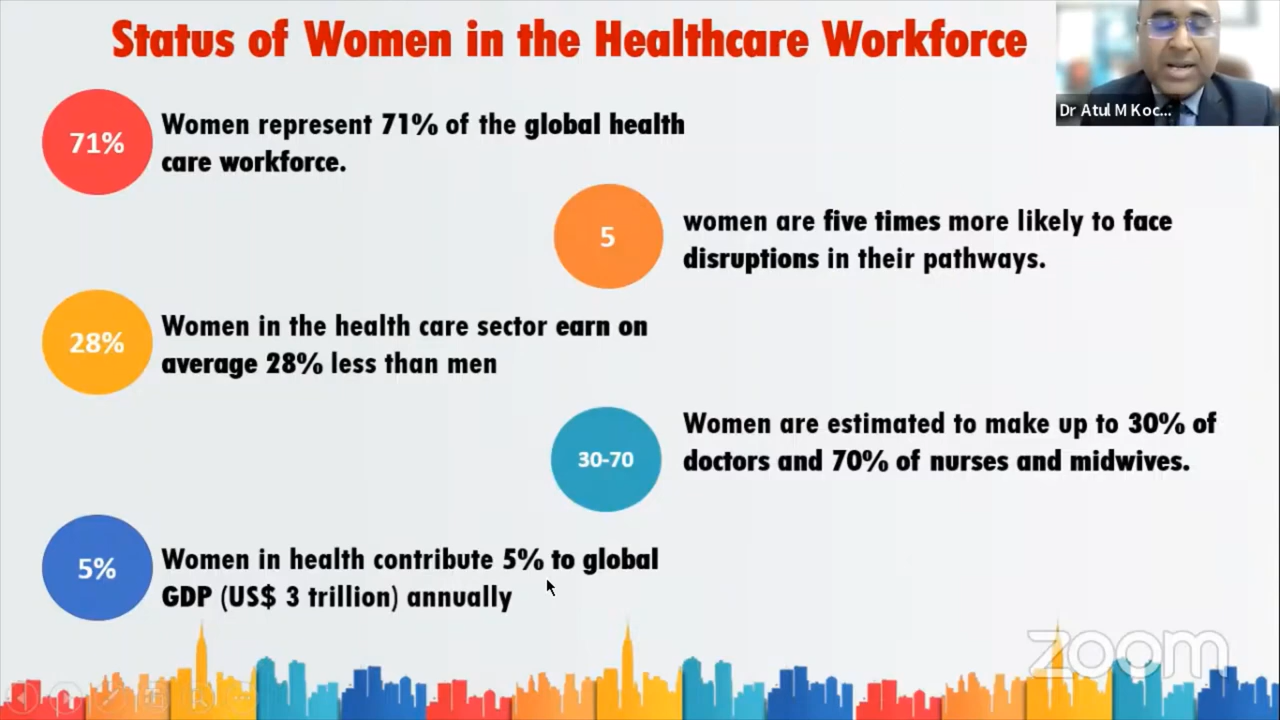 Status of Women in the Healthcare Workforce
Dr Atul M Koc...
71%
Women represent 71% of the global health
care workforce.
5
women are five times more likely to face
disruptions in their pathways.
28%
Women in the health care sector earn on
average 28% less than men
30-70
Women are estimated to make up to 30% of
doctors and 70% of nurses and midwives.
5%
Women in health contribute 5% to global
GDP (US$ 3 trillion) annually
zoom